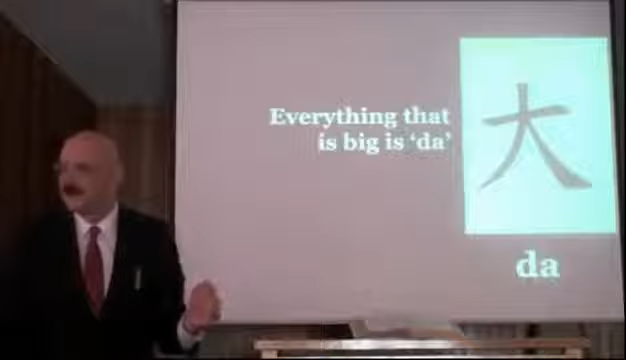 Everything that
is big is ‘da’
大
da